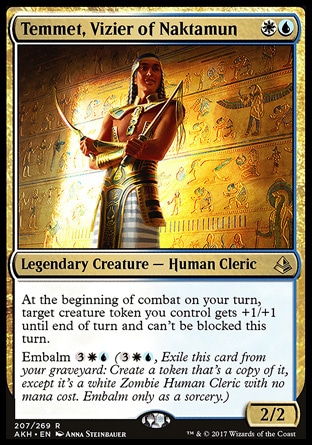 Temmet, Vizier of Naktamun
Legendary Creature — Human Cleric
At the beginning of combat on your turn,
target creature token you control gets +1/+1
until end of turn and can't be blocked this
turn.
Embalm 3 (3, Exile this card from
your graveyard: Create a token that's a copy of it,
except it's a white Zombie Human Cleric with
no mana cost. Embalm only as a sorcery.)
2/2
207/269 R
AKH • EN Anna Steinbauer
™ & © 2017 Wizards of the Coast